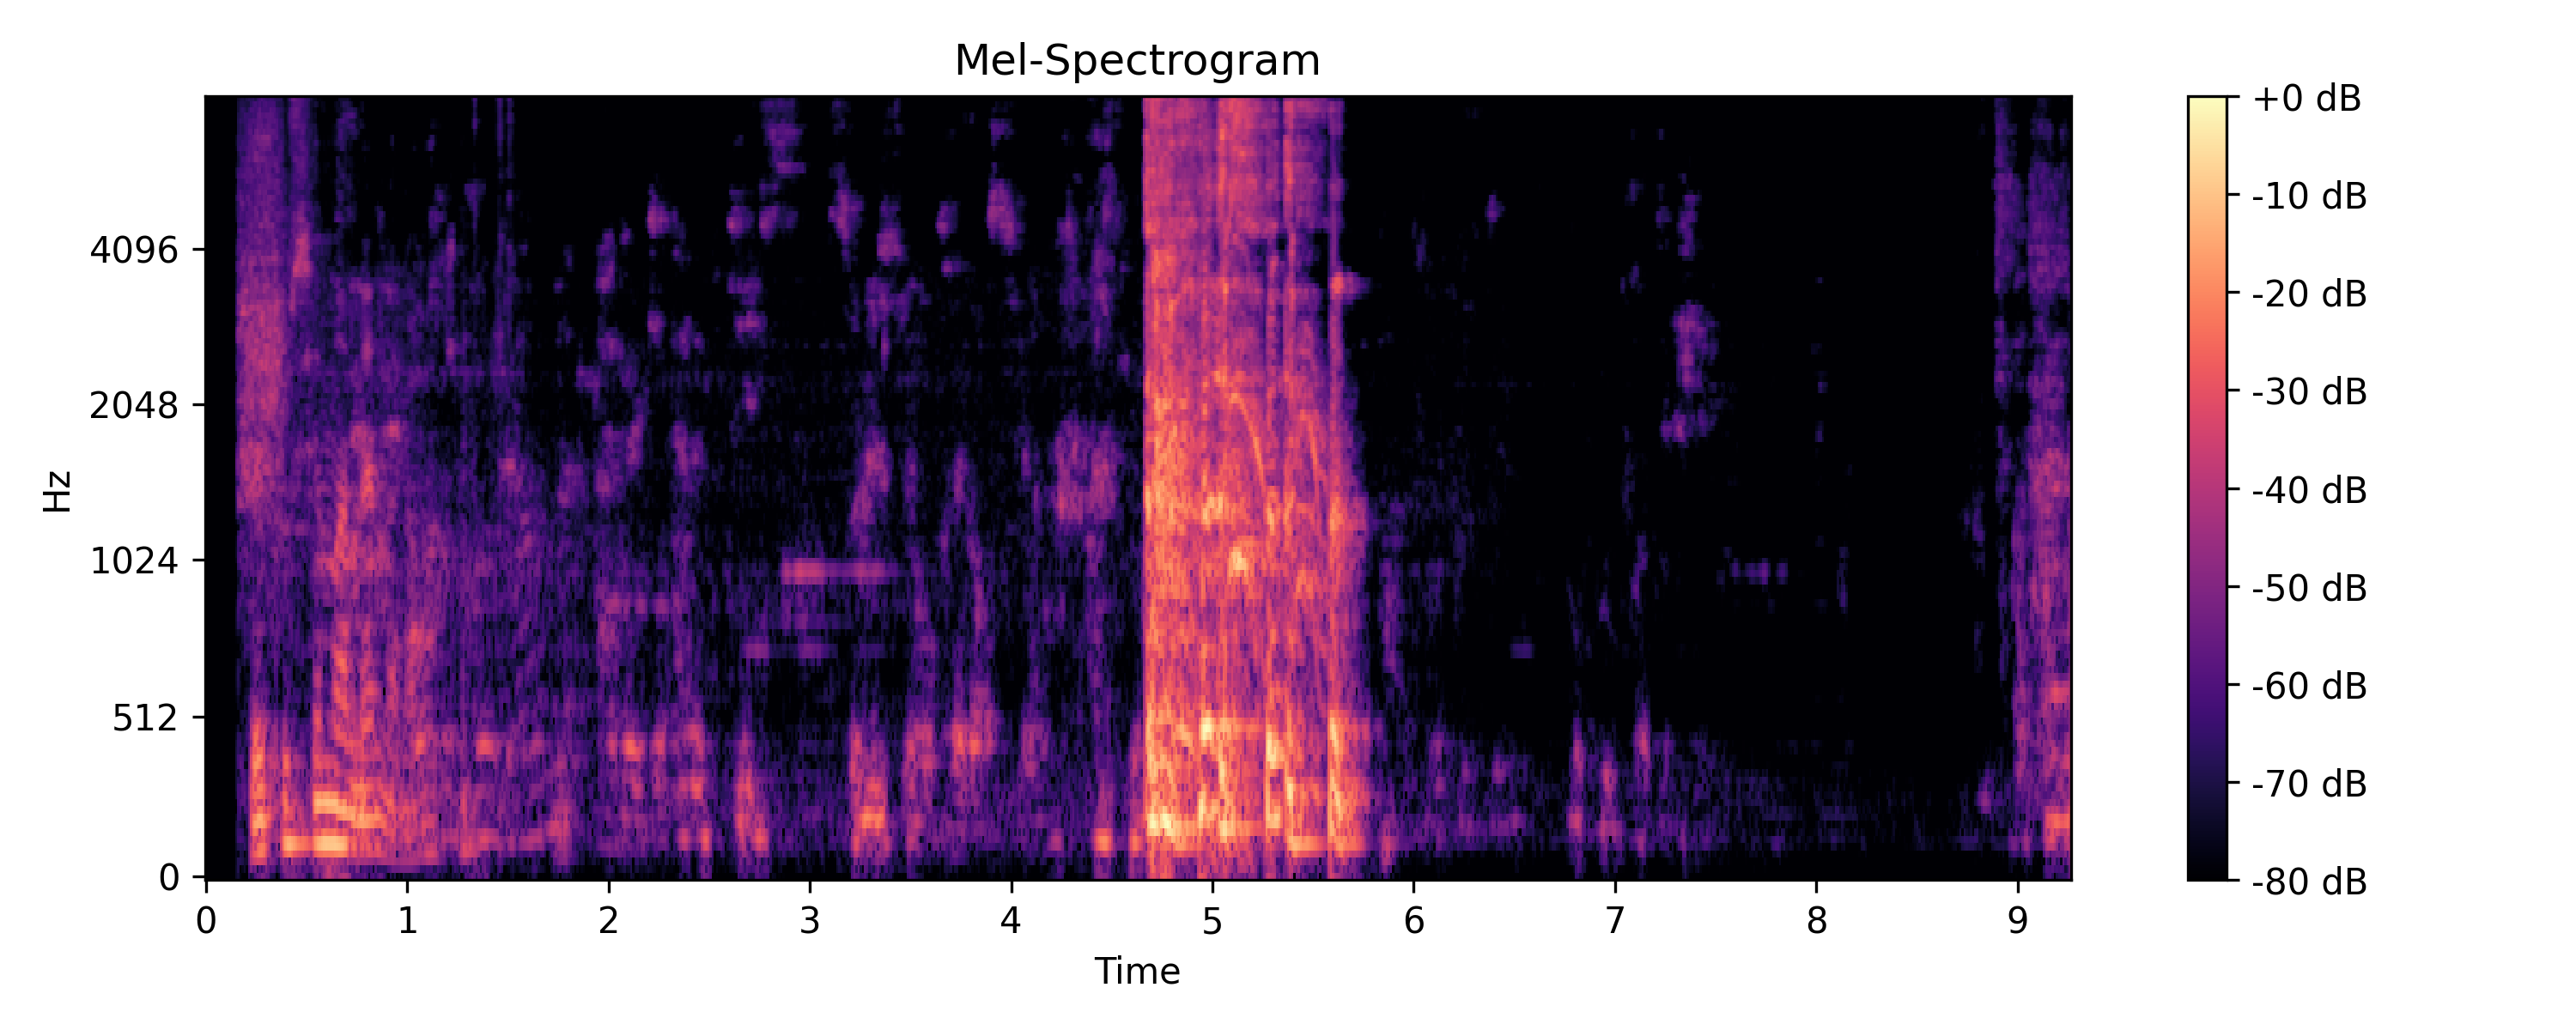 Mel-Spectrogram
+0 dB
-10 dB
4096
-20 dB
2048
-30 dB
Hz
-40 dB
1024
-50 dB
512
-60 dB
-70 dB
0
-80 dB
0 1 2 3 4 5 6 7 8 9
Time